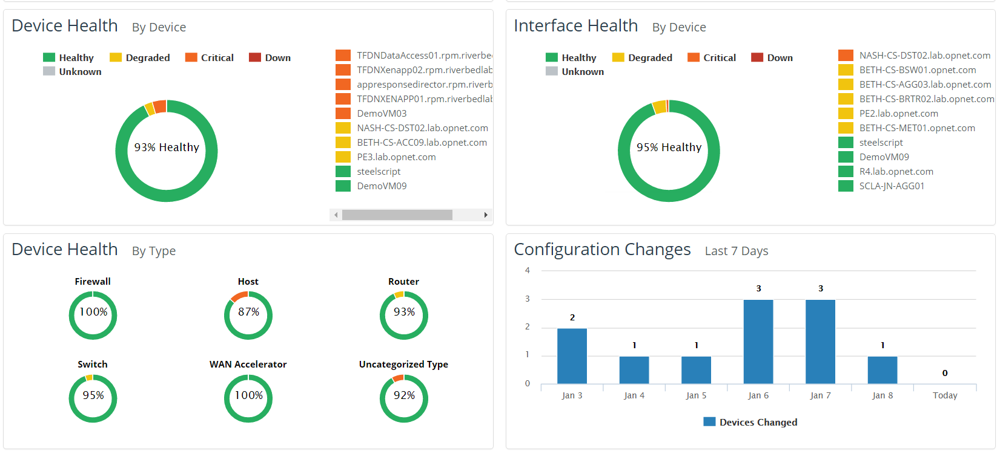 Device Health By Device
Healthy Degraded Critical Down
Unknown
93% Healthy
TFDNDataAccess01.rpm.riverbe
TFDNXenapp02.rpm.riverbedlab
appresponsedirector.rpm.riverb
TFDNXENAPP01.rpm.riverbedlab
DemoVM03
NASH-CS-DST02.lab.opnet.com
BETH-CS-ACC09.lab.opnet.com
PE3.lab.opnet.com
steelscript
DemoVM09
Interface Health By Device
Healthy Degraded Critical Down
Unknown
95% Healthy
NASH-CS-DST02.lab.opnet.com
BETH-CS-BSW01.opnet.com
BETH-CS-AGG03.lab.opnet.com
BETH-CS-BRTR02.lab.opnet.com
PE2.lab.opnet.com
BETH-CS-MET01.opnet.com
steelscript
DemoVM09
R4.lab.opnet.com
SCLA-JN-AGG01
Device Health By Type
Firewall Host Router
100% 87% 93%
Switch WAN Accelerator Uncategorized Type
95% 100% 92%
Configuration Changes Last 7 Days
4
3
2
1
0
2 1 1 3 3 1 0
Jan 3 Jan 4 Jan 5 Jan 6 Jan 7 Jan 8 Today
Devices Changed